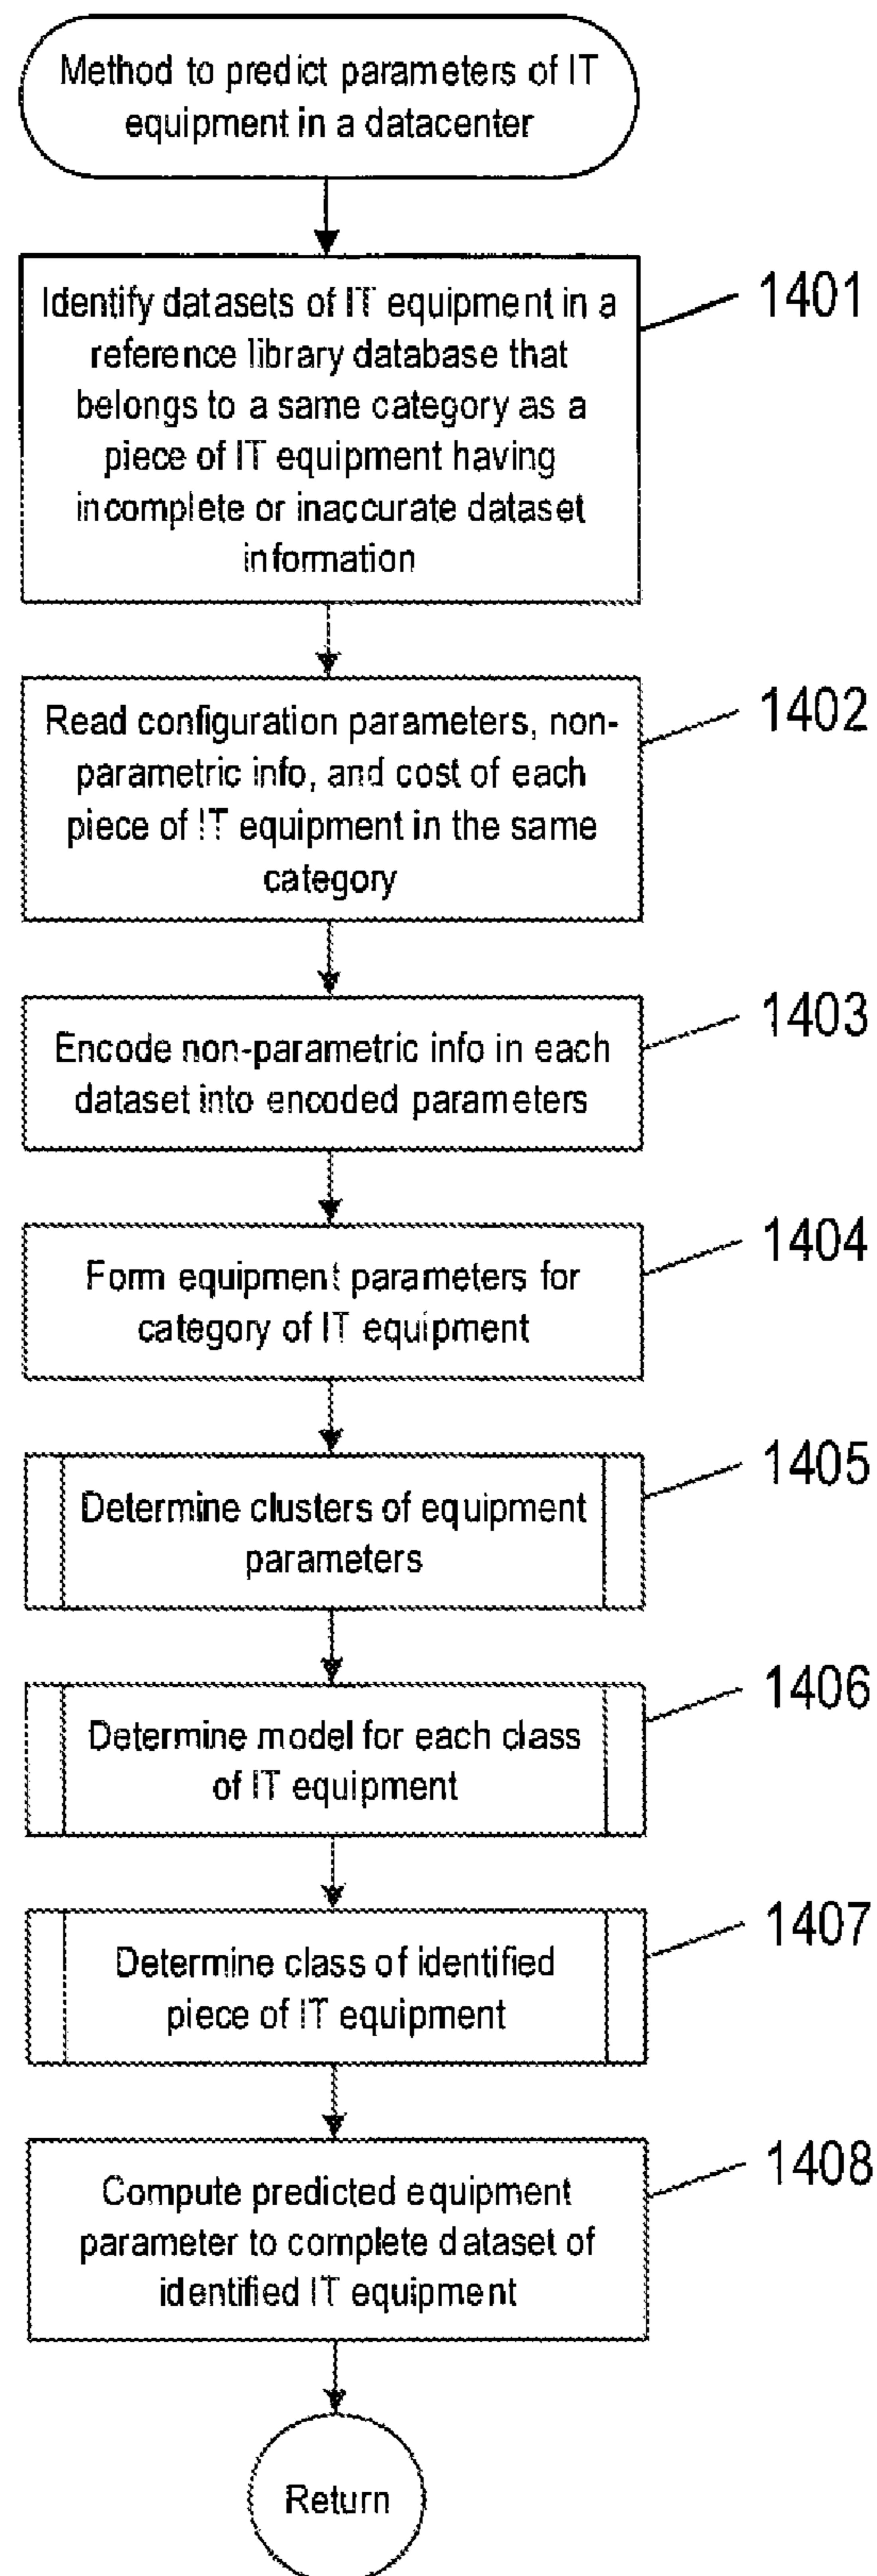 Method to predict parameters of IT
equipment in a datacenter
Identify datasets of IT equipment in a
reference library database that
belongs to a same category as a
piece of IT equipment having
incomplete or inaccurate dataset
information
1401
Read configuration parameters, non-
parametric info, and cost of each
piece of IT equipment in the same
category
1402
Encode non-parametric info in each
dataset into encoded parameters
1403
Form equipment parameters for
category of IT equipment
1404
Determine clusters of equipment
parameters
1405
Determine model for each class
of IT equipment
1406
Determine class of identified
piece of IT equipment
1407
Compute predicted equipment
parameter to complete dataset of
identified IT equipment
1408
Return